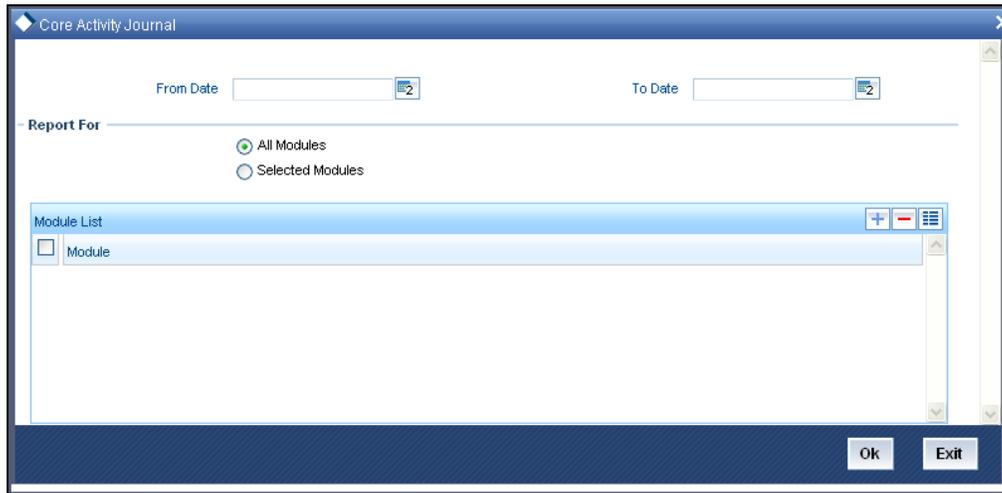 Core Activity Journal
From Date
To Date
Report For
All Modules
Selected Modules
Module List
Module
Ok Exit